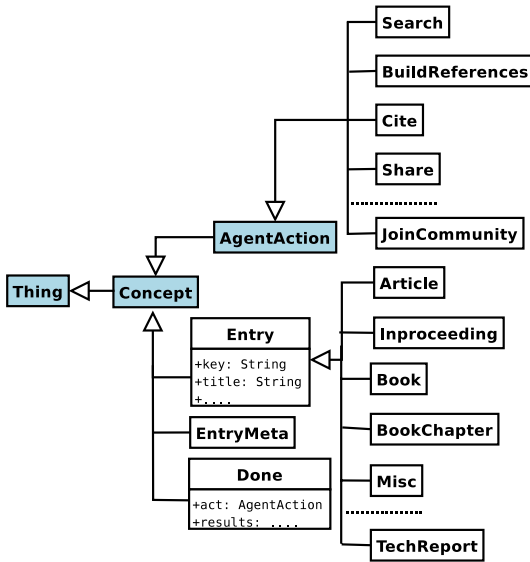 Search
BuildReferences
Cite
Share
JoinCommunity
AgentAction
Thing
Concept
Article
Entry
+key: String
+title: String
+....
Inproceeding
Book
BookChapter
EntryMeta
Done
+act: AgentAction
+results: ....
Misc
TechReport